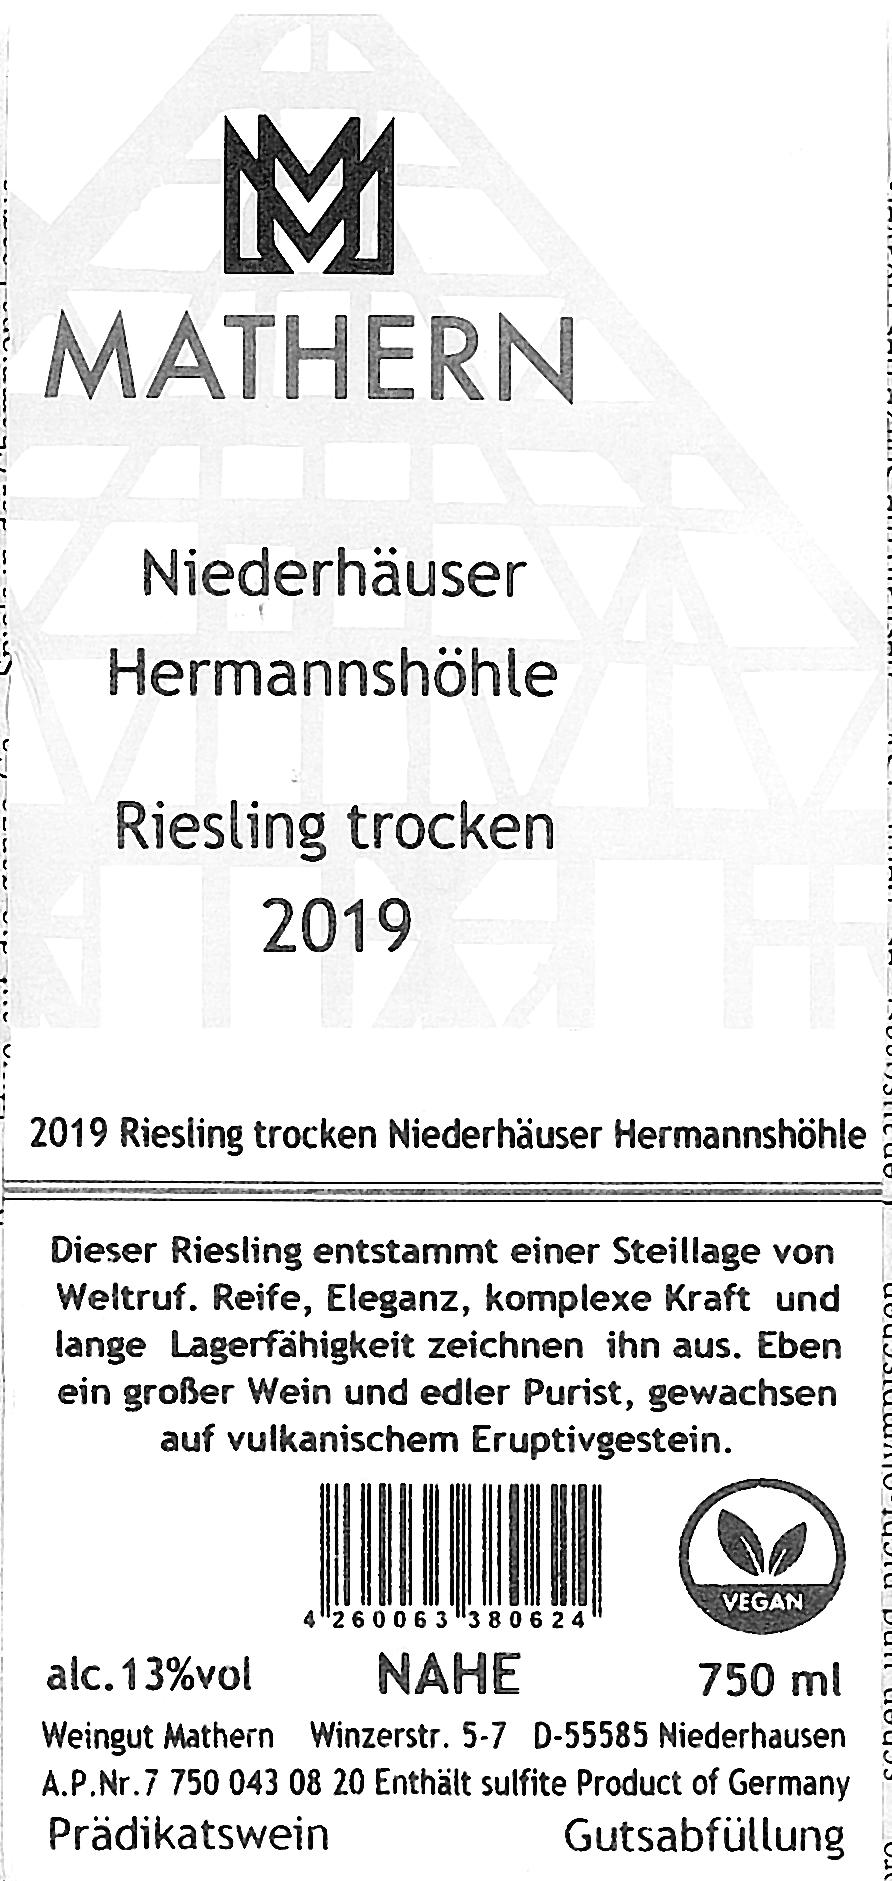 MATHERN
Niederhäuser
Hermannshöhle
Riesling trocken
2019
2019 Riesling trocken Niederhäuser Hermannshöhle
Dieser Riesling entstammt einer Steillage von
Weltruf. Reife, Eleganz, komplexe Kraft und
lange Lagerfähigkeit zeichnen ihn aus. Eben
ein großer Wein und edler Purist, gewachsen
auf vulkanischem Eruptivgestein.
4 260063 380624
VEGAN
alc.13%vol NAHE 750 ml
Weingut Mathern Winzerstr. 5-7 D-55585 Niederhausen
A.P.Nr.7 750 043 08 20 Enthält sulfite Product of Germany
Prädikatswein Gutsabfüllung